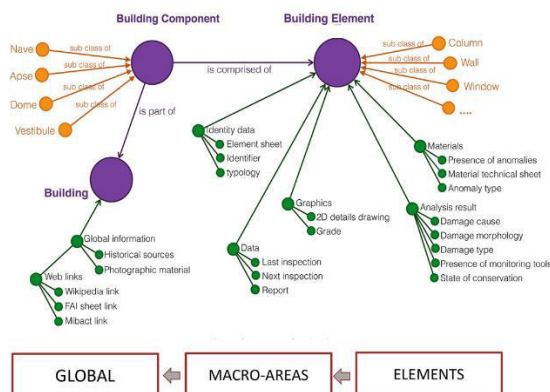 Building Component
Building Element
Nave
sub class of
Apse
sub class of
Dome
sub class of
Vestibule
sub class of
is comprised of
sub class of
Column
sub class of
Wall
sub class of
Window
sub class of
....
is part of
Building
Identity data
Element sheet
Identifier
typology
Materials
Presence of anomalies
Material technical sheet
Anomaly type
Graphics
2D details drawing
Grade
Analysis result
Damage cause
Damage morphology
Damage type
Presence of monitoring tools
State of conservation
Global information
Historical sources
Photographic material
Data
Last inspection
Next inspection
Report
Web links
Wikipedia link
FAI sheet link
Mibact link
GLOBAL
MACRO-AREAS
ELEMENTS